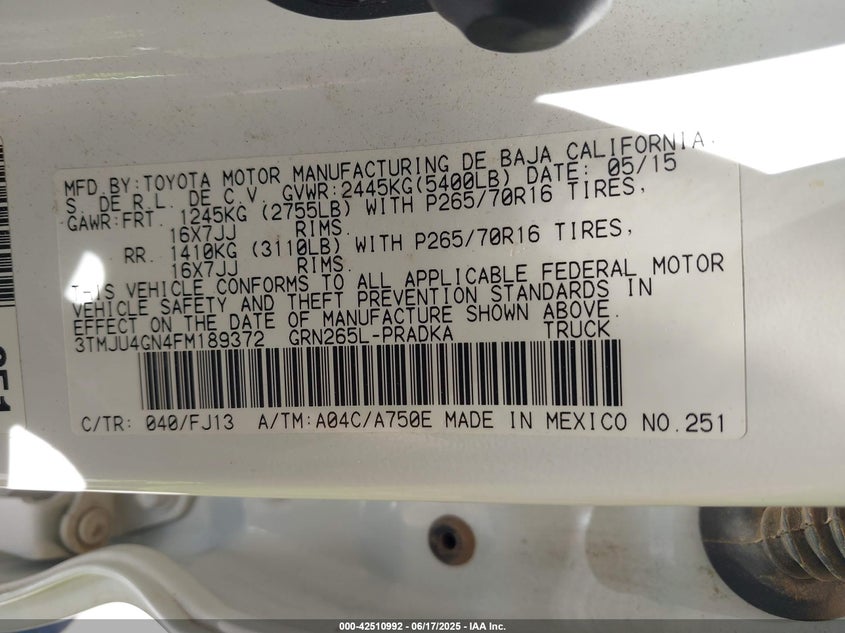 MFD. BY: TOYOTA MOTOR MANUFACTURING DE BAJA CALIFORNIA.
S. DE R.L. DE C.V. GVWR:2445KG(5400LB) DATE: 05/15
GAWR:FRT. 1245KG (2755LB) WITH P265/70R16 TIRES,
16X7JJ RIMS.
RR. 1410KG (3110LB) WITH P265/70R16 TIRES,
16X7JJ RIMS.
THIS VEHICLE CONFORMS TO ALL APPLICABLE FEDERAL MOTOR
VEHICLE SAFETY AND THEFT PREVENTION STANDARDS IN
EFFECT ON THE DATE OF MANUFACTURE SHOWN ABOVE.
3TMJU4GN4FM189372 GRN265L-PRADKA TRUCK
C/TR: 040/FJ13 A/TM:A04C/A750E MADE IN MEXICO NO.251
000-42510992 - 06/17/2025 - IAA Inc.